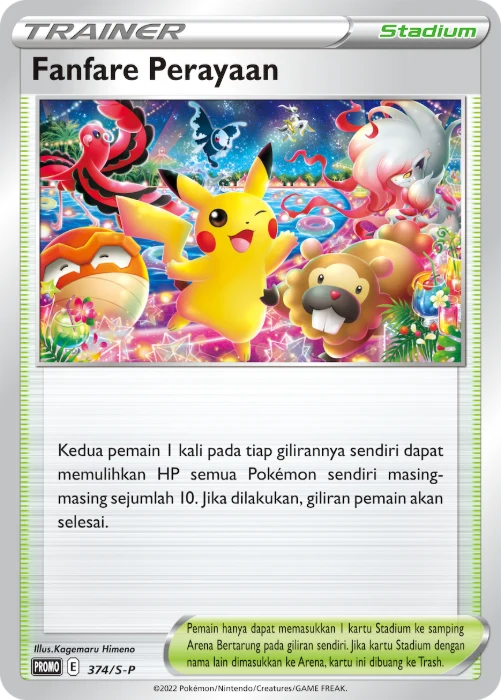 TRAINER
Stadium
Fanfare Perayaan
Kedua pemain 1 kali pada tiap gilirannya sendiri dapat
memulihkan HP semua Pokémon sendiri masing-
masing sejumlah 10. Jika dilakukan, giliran pemain akan
selesai.
Illus.Kagemaru Himeno
PROMO E 374/S-P
Pemain hanya dapat memasukkan 1 kartu Stadium ke samping
Arena Bertarung pada giliran sendiri. Jika kartu Stadium dengan
nama lain dimasukkan ke Arena, kartu ini dibuang ke Trash.
©2022 Pokémon/Nintendo/Creatures/GAME FREAK.